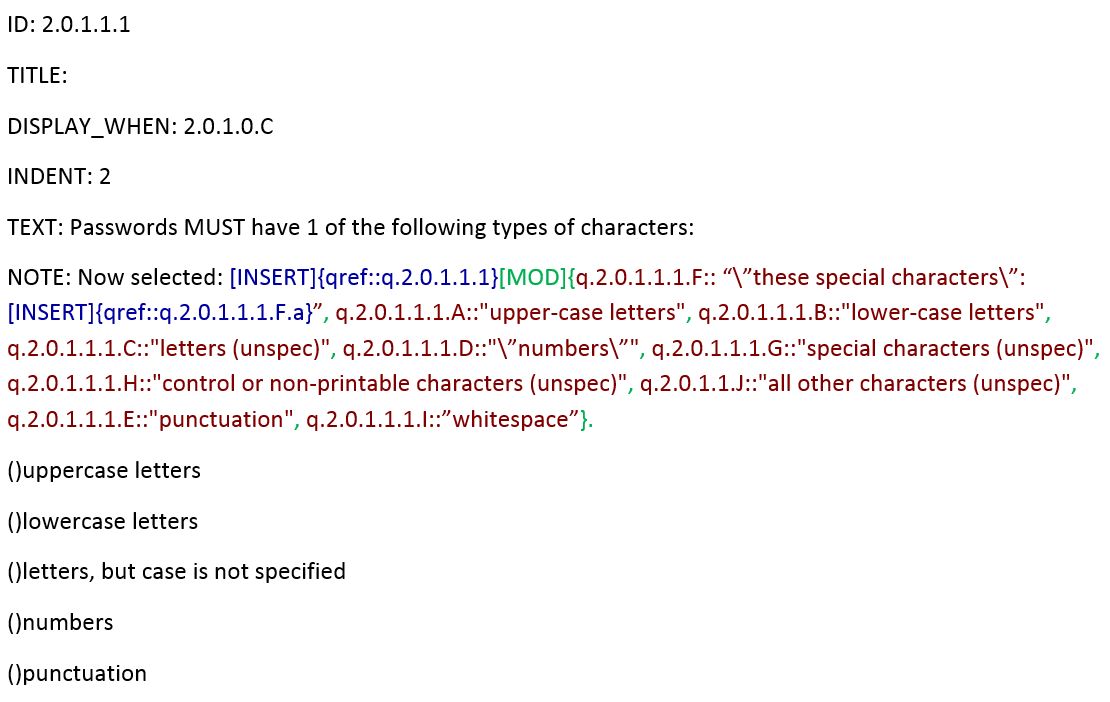 ID: 2.0.1.1.1
TITLE:
DISPLAY_WHEN: 2.0.1.0.C
INDENT: 2
TEXT: Passwords MUST have 1 of the following types of characters:
NOTE: Now selected: [INSERT]{qref::q.2.0.1.1.1}[MOD]{q.2.0.1.1.1.F:: “\”these special characters\”:
[INSERT]{qref::q.2.0.1.1.1.F.a}”, q.2.0.1.1.1.A::"upper-case letters", q.2.0.1.1.1.B::"lower-case letters",
q.2.0.1.1.1.C::"letters (unspec)", q.2.0.1.1.1.D::"\”numbers\”", q.2.0.1.1.1.G::"special characters (unspec)",
q.2.0.1.1.1.H::"control or non-printable characters (unspec)", q.2.0.1.1.J::"all other characters (unspec)",
q.2.0.1.1.1.E::"punctuation", q.2.0.1.1.1.I::”whitespace”}.
()uppercase letters
()lowercase letters
()letters, but case is not specified
()numbers
()punctuation